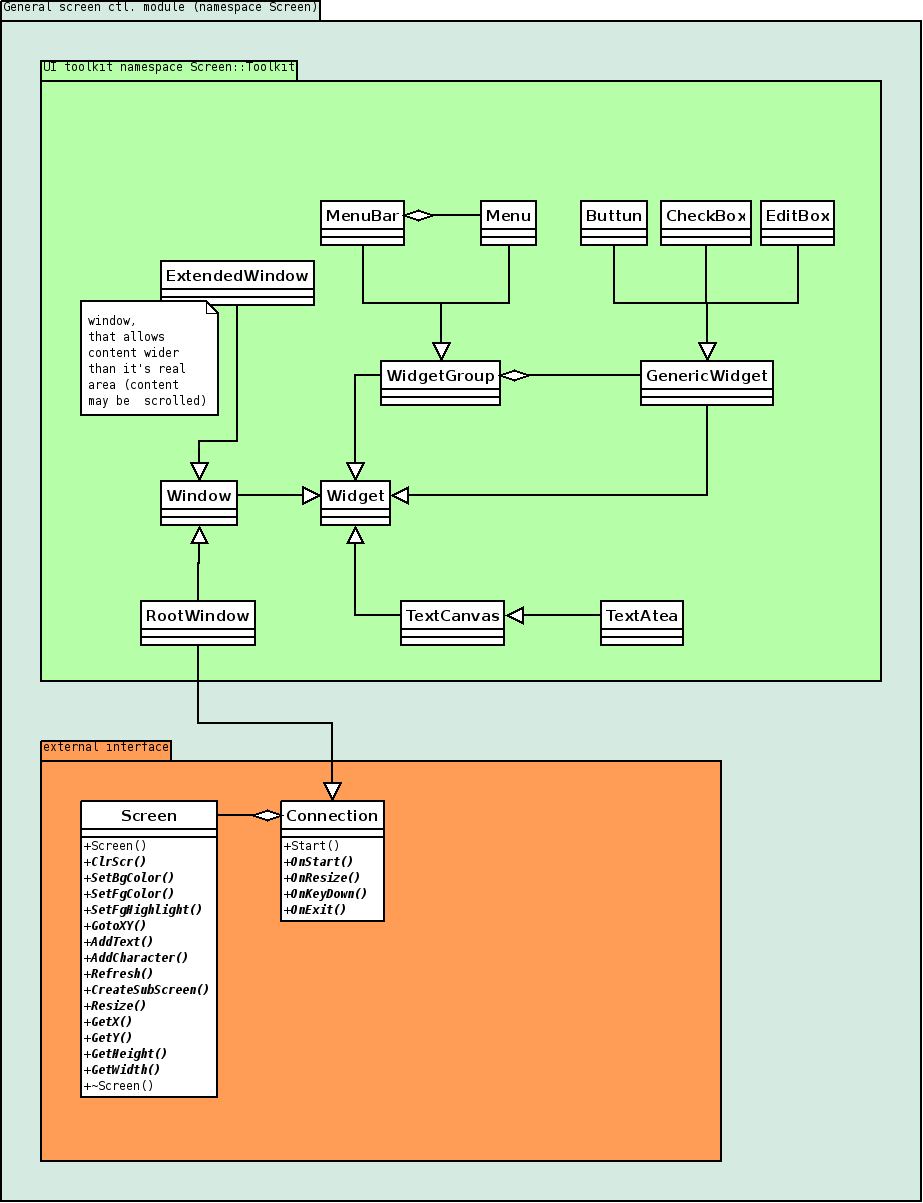 General screen ctl. module (namespace Screen)
UI toolkit namespace Screen::Toolkit
MenuBar
Menu
Buttun
CheckBox
EditBox
ExtendedWindow
window,
that allows
content wider
than it's real
area (content
may be  scrolled)
WidgetGroup
GenericWidget
Window
Widget
RootWindow
TextCanvas
TextAtea
external interface
Screen
+Screen()
+ClrScr()
+SetBgColor()
+SetFgColor()
+SetFgHighlight()
+GotoXY()
+AddText()
+AddCharacter()
+Refresh()
+CreateSubScreen()
+Resize()
+GetX()
+GetY()
+GetHeight()
+GetWidth()
+~Screen()
Connection
+Start()
+OnStart()
+OnResize()
+OnKeyDown()
+OnExit()